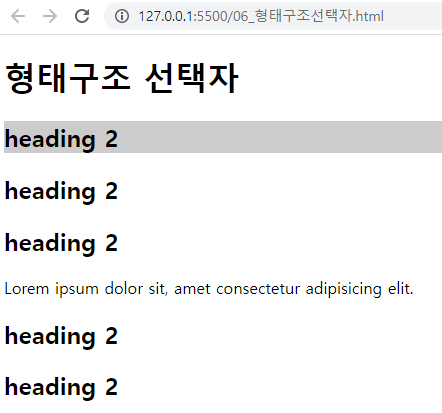 127.0.0.1:5500/06_형태구조선택자.html
형태구조 선택자
heading 2
heading 2
heading 2
Lorem ipsum dolor sit, amet consectetur adipisicing elit.
heading 2
heading 2